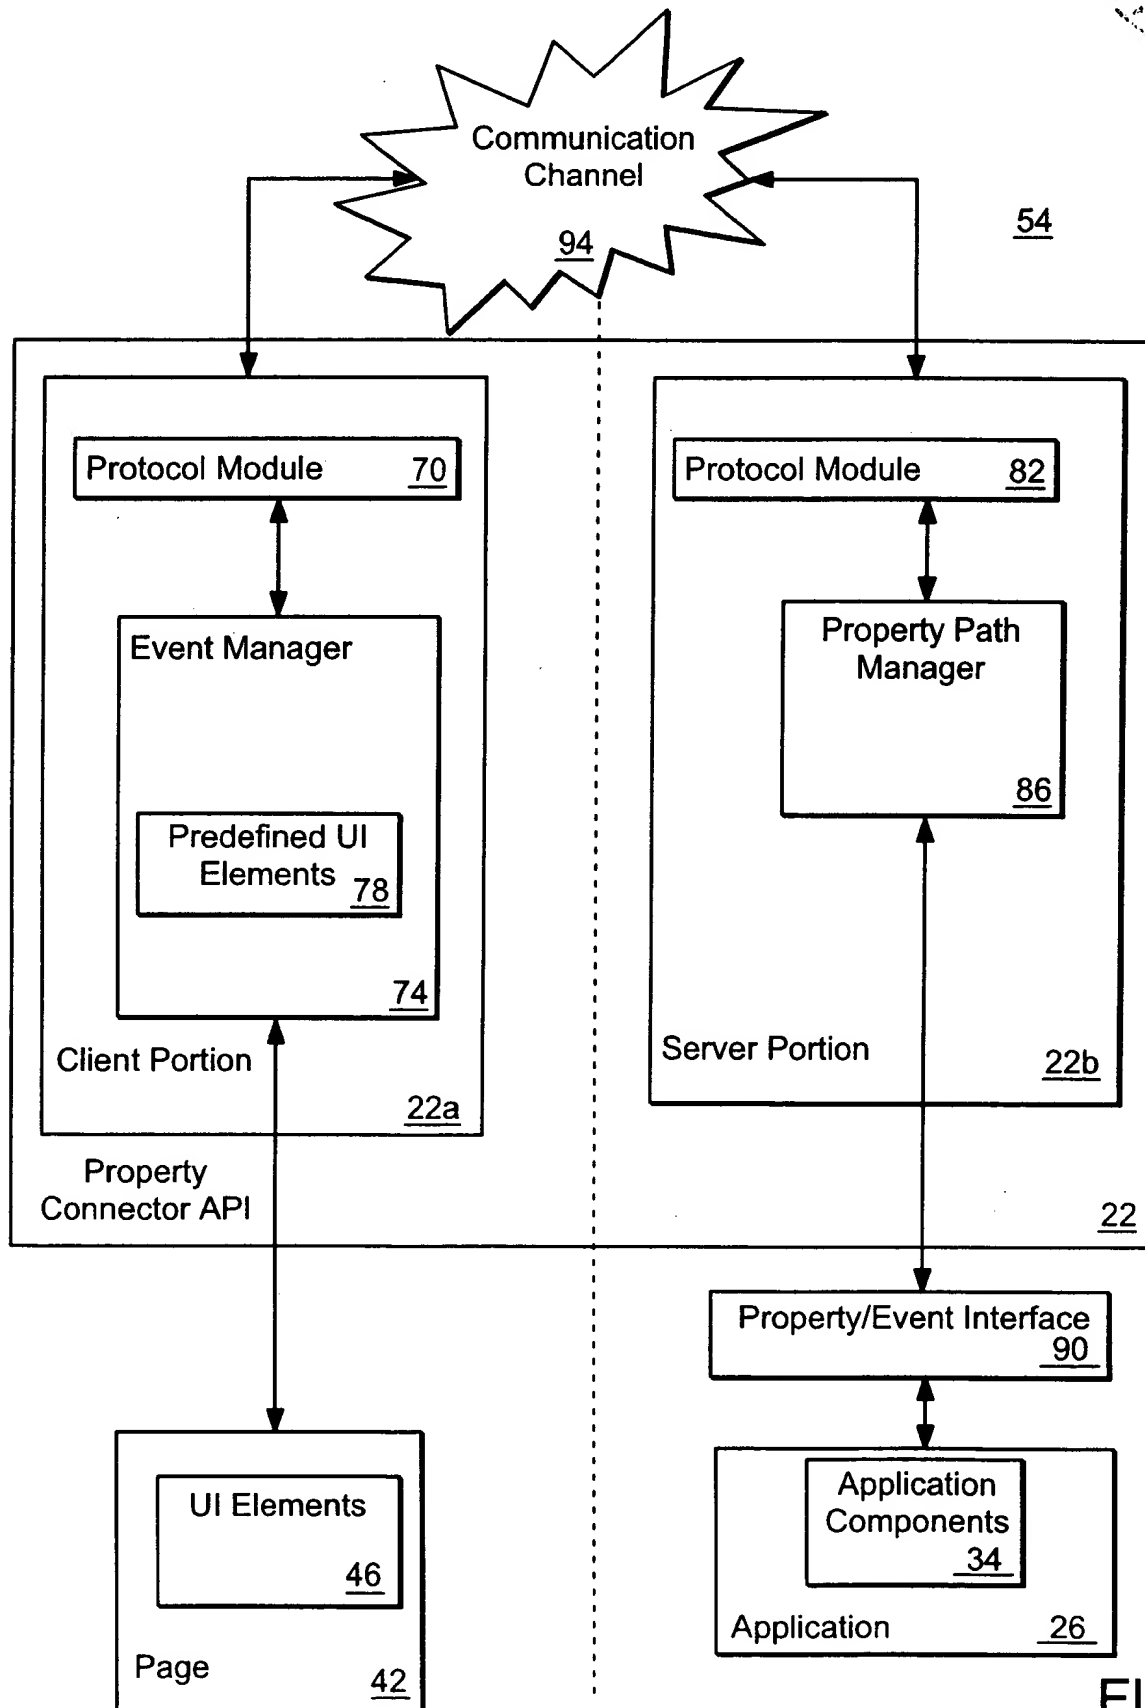 Communication
Channel
94
54
Protocol Module 70
Protocol Module 82
Event Manager
Property Path
Manager
86
Predefined UI
Elements 78
74
Client Portion
22a
Server Portion
22b
Property
Connector API
22
Property/Event Interface
90
UI Elements
46
Page
42
Application
Components
34
Application 26